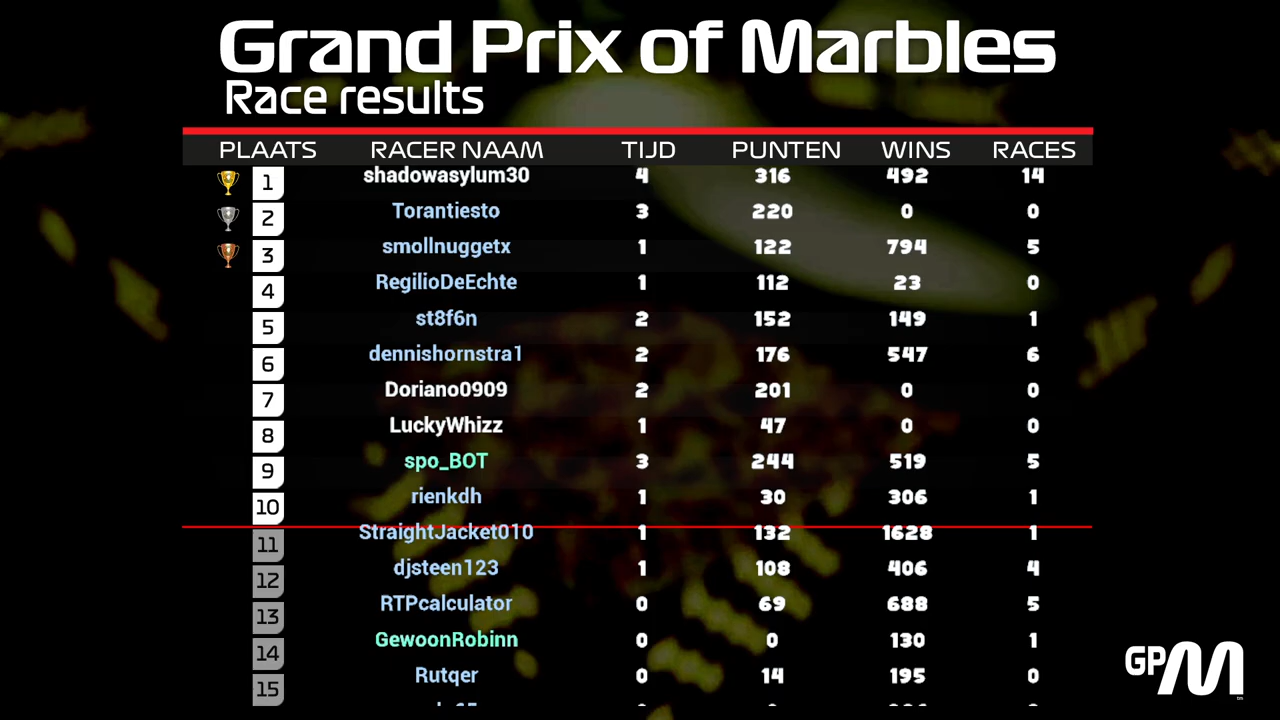 Grand Prix of Marbles
Race results
PLAATS RACER NAAM TIJD PUNTEN WINS RACES
1 shadowasylum30 4 316 492 14
2 Torantiesto 3 220 0 0
3 smollnuggetx 1 122 794 5
4 RegilioDeEchte 1 112 23 0
5 st8f6n 2 152 149 1
6 dennishornstra1 2 176 547 6
7 Doriano0909 2 201 0 0
8 LuckyWhizz 1 47 0 0
9 spo_BOT 3 244 519 5
10 rienkdh 1 30 306 1
11 StraightJacket010 1 132 1628 1
12 djsteen123 1 108 406 4
13 RTPcalculator 0 69 688 5
14 GewoonRobinn 0 0 130 1
15 Rutqer 0 14 195 0
GPM